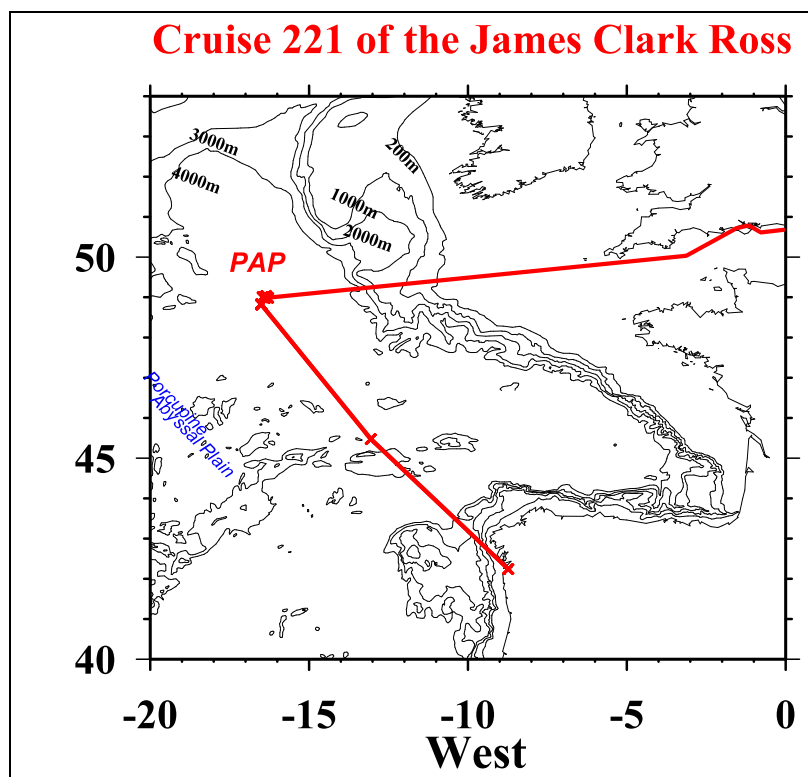 Cruise 221 of the James Clark Ross
3000m
4000m
200m
1000m
2000m
50
PAP
Porcupine
Abyssal Plain
45
40
-20 -15 -10 -5 0
West